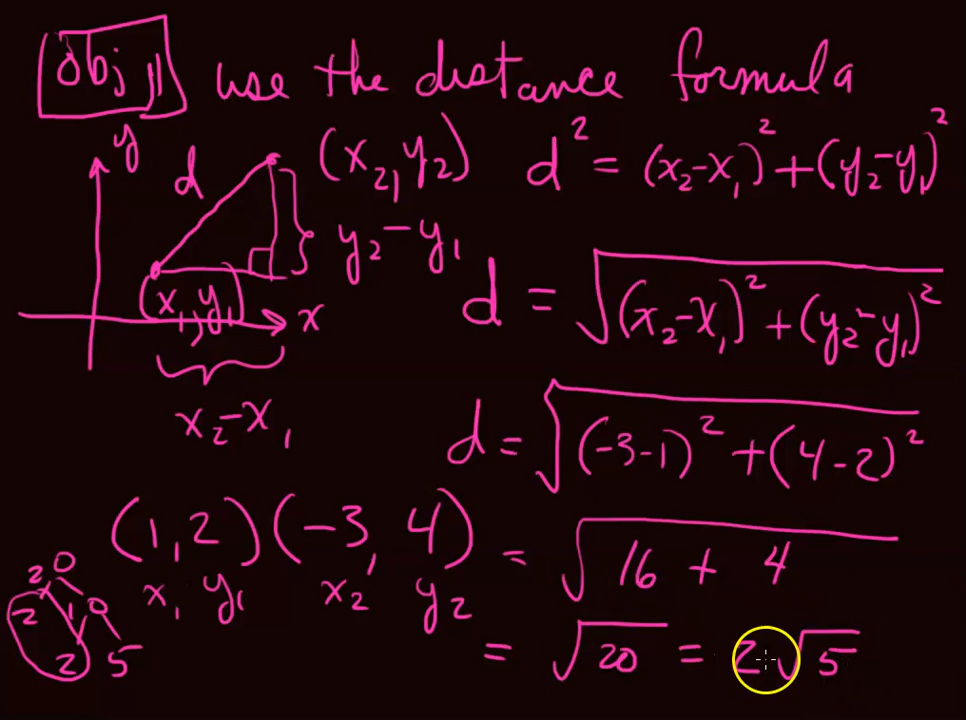 obj 1 use the distance formula
y
d (x₂, y₂) d² = (x₂-x₁)² + (y₂-y₁)²
y₂-y₁
(x₁, y₁) x d = √((x₂-x₁)² + (y₂-y₁)²)
x₂-x₁ d = √((-3-1)² + (4-2)²)
(1, 2) (-3, 4) = √(16 + 4)
x₁ y₁ x₂ y₂
20
2 10
2 5
= √20 = 2·√5